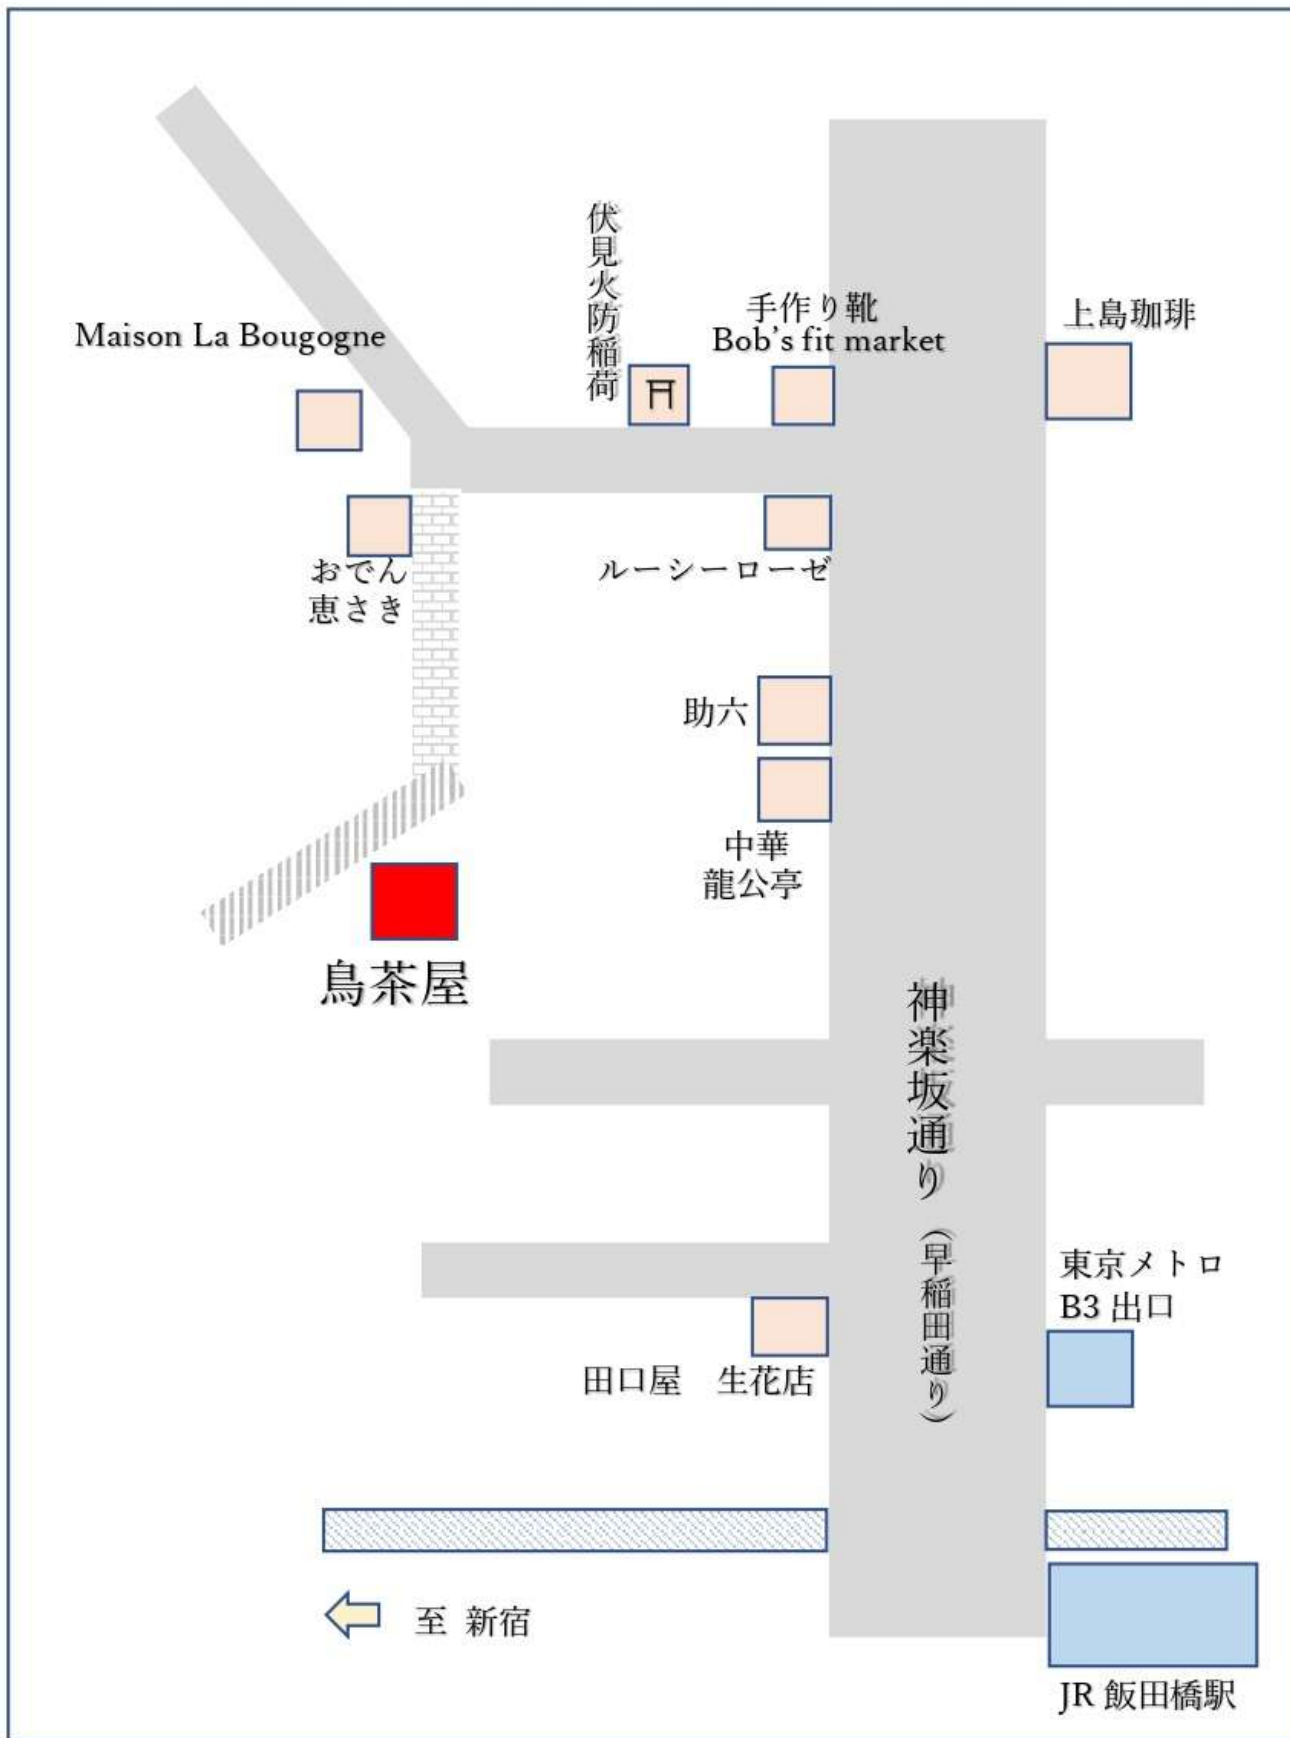 伏見火防稲荷
手作り靴
Bob's fit market
上島珈琲
Maison La Bougogne
おでん
恵さき
ルーシーローゼ
助六
中華
龍公亭
鳥茶屋
神楽坂通り(早稲田通り)
東京メトロ
B3 出口
田口屋 生花店
至 新宿
JR 飯田橋駅